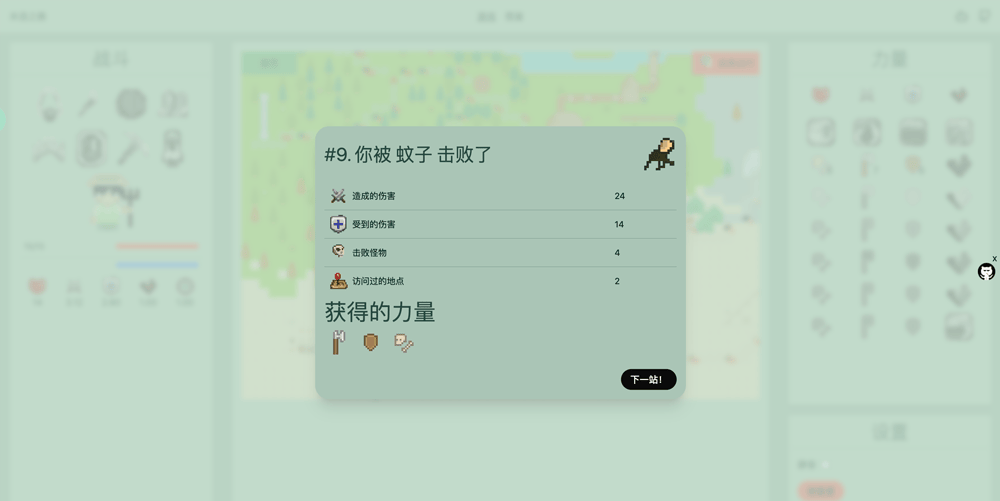 #9. 你被 蚊子 击败了
造成的伤害 24
受到的伤害 14
击败怪物 4
访问过的地点 2
获得的力量
下一站！
x
战斗
力量
设置